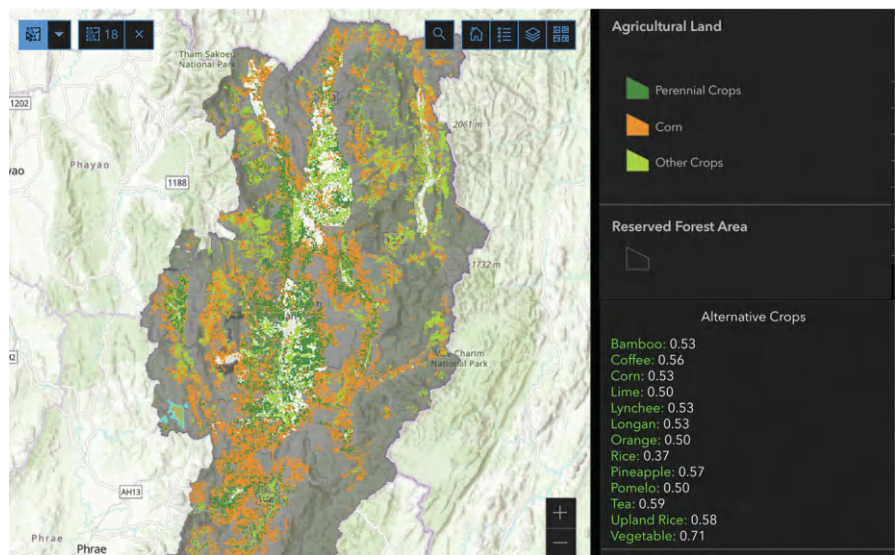 18
Tham Sakoen
National Park
1202
Phayao
yao
1188
2061 m
1732 m
Mae Charim
National Park
AH13
Phrae
Phrae
Agricultural Land
Perennial Crops
Corn
Other Crops
Reserved Forest Area
Alternative Crops
Bamboo: 0.53
Coffee: 0.56
Corn: 0.53
Lime: 0.50
Lynchee: 0.53
Longan: 0.53
Orange: 0.50
Rice: 0.37
Pineapple: 0.57
Pomelo: 0.50
Tea: 0.59
Upland Rice: 0.58
Vegetable: 0.71